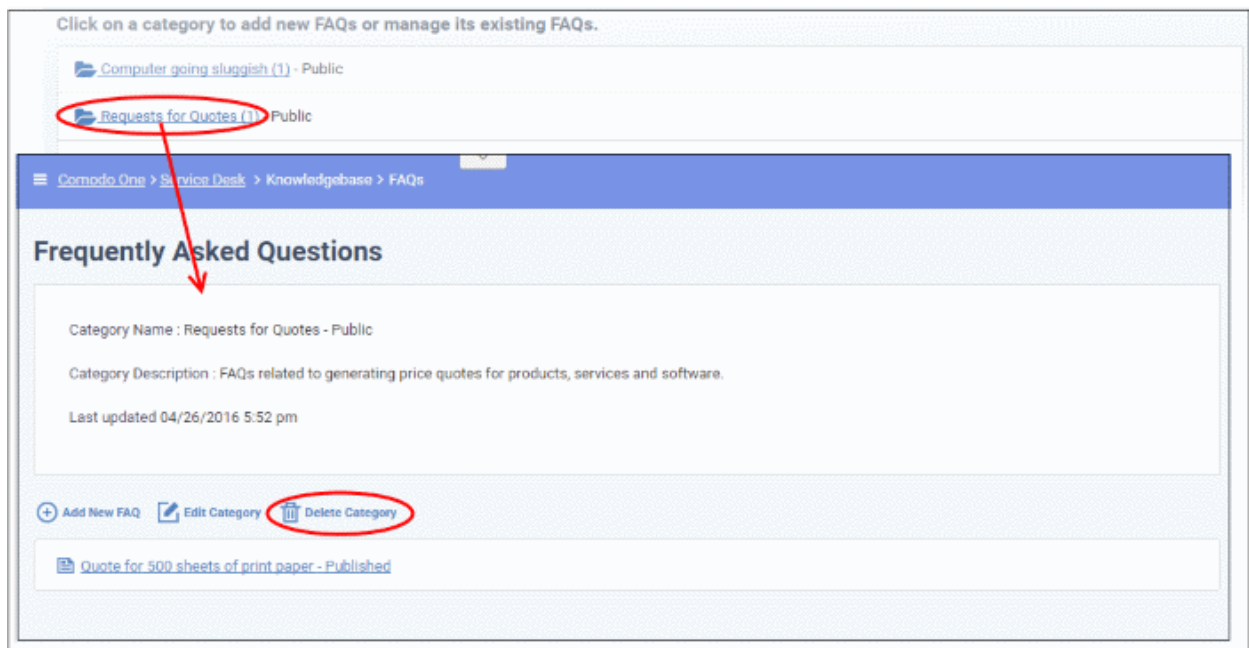 Click on a category to add new FAQs or manage its existing FAQs.
Computer going sluggish (1) - Public
Requests for Quotes (1) - Public
Comodo One > Service Desk > Knowledgebase > FAQs
Frequently Asked Questions
Category Name : Requests for Quotes - Public
Category Description : FAQs related to generating price quotes for products, services and software.
Last updated 04/26/2016 5:52 pm
Add New FAQ Edit Category Delete Category
Quote for 500 sheets of print paper - Published